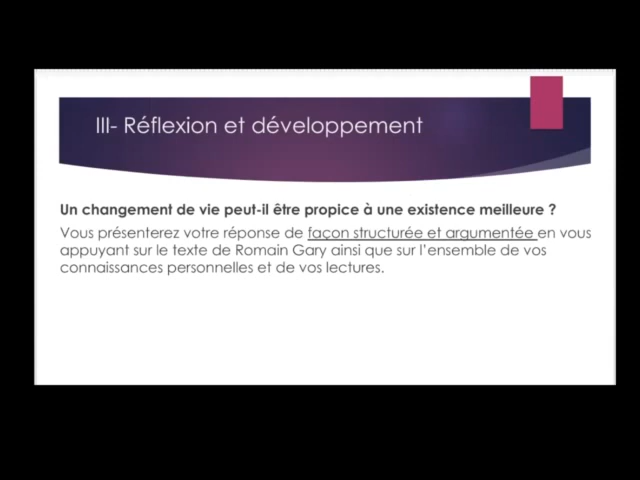 III- Réflexion et développement
Un changement de vie peut-il être propice à une existence meilleure ?
Vous présenterez votre réponse de façon structurée et argumentée en vous
appuyant sur le texte de Romain Gary ainsi que sur l'ensemble de vos
connaissances personnelles et de vos lectures.